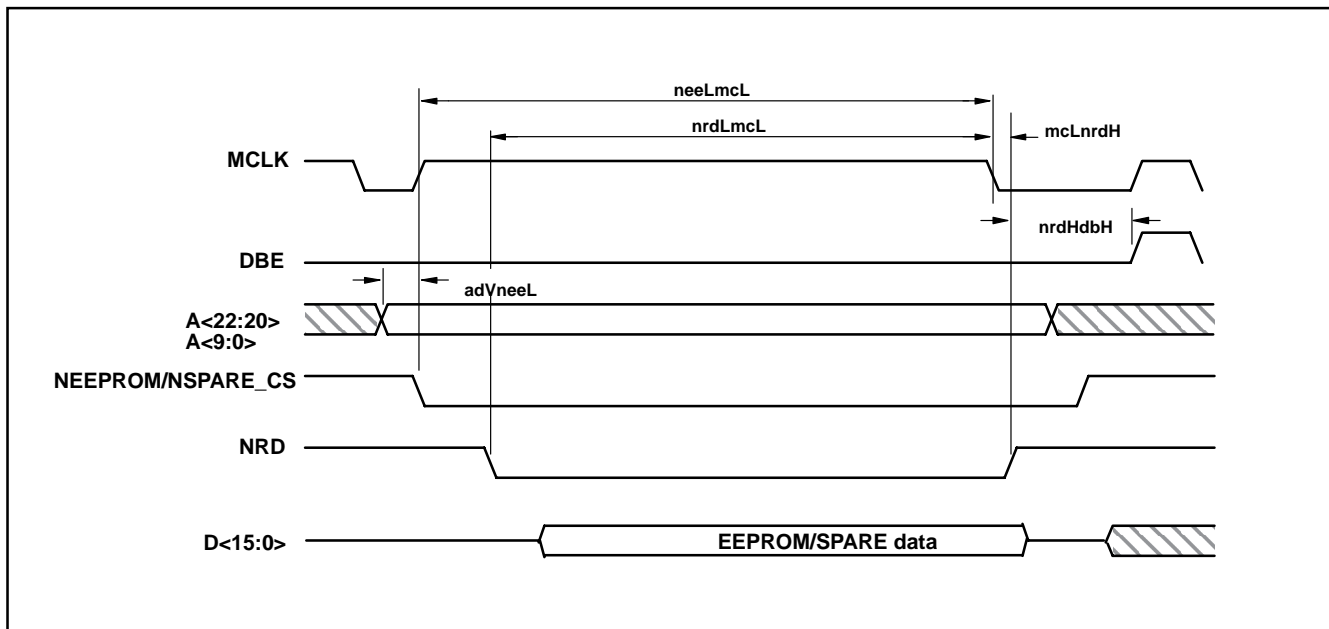 neeLmcL
nrdLmcL
mcLnrdH
MCLK
nrdHdbH
DBE
adVneeL
A<22:20>
A<9:0>
NEEPROM/NSPARE_CS
NRD
D<15:0>
EEPROM/SPARE data